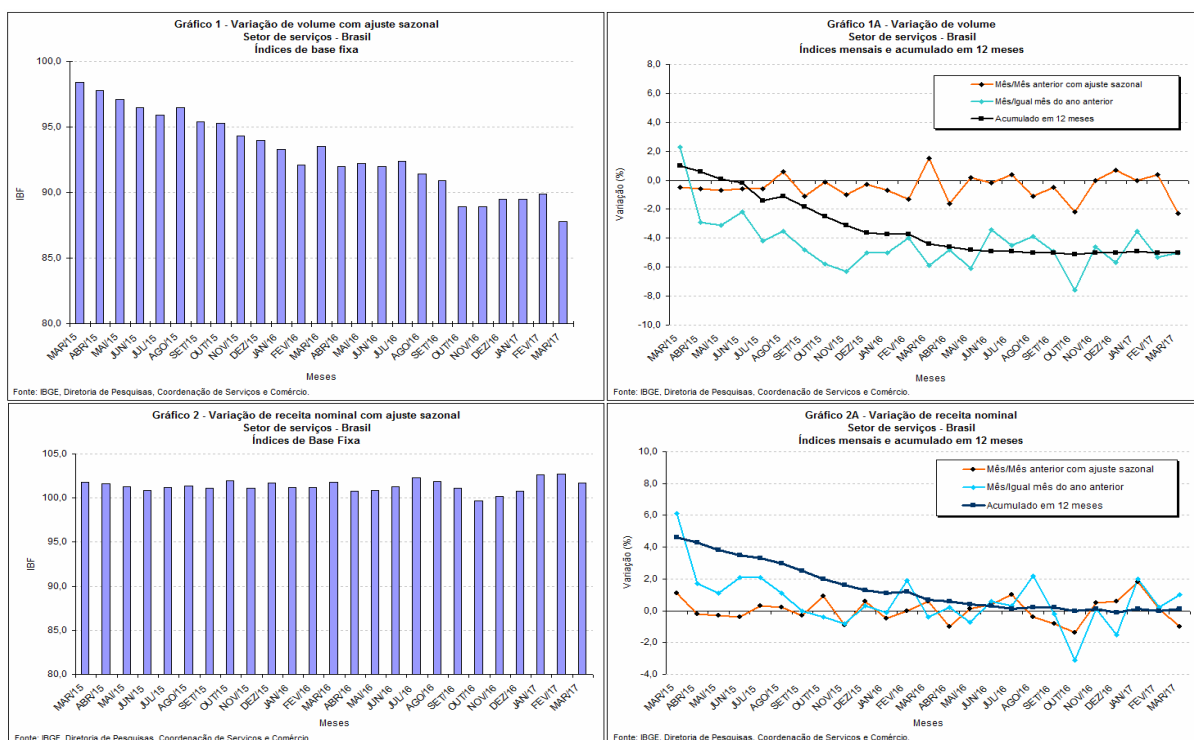 Gráfico 1 - Variação de volume com ajuste sazonal
Setor de serviços - Brasil
Índices de base fixa
100,0
95,0
90,0
85,0
80,0
IBF
MAR/15
ABR/15
MAI/15
JUN/15
JUL/15
AGO/15
SET/15
OUT/15
NOV/15
DEZ/15
JAN/16
FEV/16
MAR/16
ABR/16
MAI/16
JUN/16
JUL/16
AGO/16
SET/16
OUT/16
NOV/16
DEZ/16
JAN/17
FEV/17
MAR/17
Meses
Fonte: IBGE, Diretoria de Pesquisas, Coordenação de Serviços e Comércio.
Gráfico 1A - Variação de volume
Setor de serviços - Brasil
Índices mensais e acumulado em 12 meses
8,0
6,0
4,0
2,0
0,0
-2,0
-4,0
-6,0
-8,0
-10,0
Variação (%)
Mês/Mês anterior com ajuste sazonal
Mês/Igual mês do ano anterior
Acumulado em 12 meses
MAR/15
ABR/15
MAI/15
JUN/15
JUL/15
AGO/15
SET/15
OUT/15
NOV/15
DEZ/15
JAN/16
FEV/16
MAR/16
ABR/16
MAI/16
JUN/16
JUL/16
AGO/16
SET/16
OUT/16
NOV/16
DEZ/16
JAN/17
FEV/17
MAR/17
Meses
Fonte: IBGE, Diretoria de Pesquisas, Coordenação de Serviços e Comércio.
Gráfico 2 - Variação de receita nominal com ajuste sazonal
Setor de serviços - Brasil
Índices de Base Fixa
105,0
100,0
95,0
90,0
85,0
80,0
IBF
MAR/15
ABR/15
MAI/15
JUN/15
JUL/15
AGO/15
SET/15
OUT/15
NOV/15
DEZ/15
JAN/16
FEV/16
MAR/16
ABR/16
MAI/16
JUN/16
JUL/16
AGO/16
SET/16
OUT/16
NOV/16
DEZ/16
JAN/17
FEV/17
MAR/17
Meses
Fonte: IBGE, Diretoria de Pesquisas, Coordenação de Serviços e Comércio.
Gráfico 2A - Variação de receita nominal
Setor de serviços - Brasil
Índices mensais e acumulado em 12 meses
10,0
8,0
6,0
4,0
2,0
0,0
-2,0
-4,0
Variação (%)
Mês/Mês anterior com ajuste sazonal
Mês/Igual mês do ano anterior
Acumulado em 12 meses
MAR/15
ABR/15
MAI/15
JUN/15
JUL/15
AGO/15
SET/15
OUT/15
NOV/15
DEZ/15
JAN/16
FEV/16
MAR/16
ABR/16
MAI/16
JUN/16
JUL/16
AGO/16
SET/16
OUT/16
NOV/16
DEZ/16
JAN/17
FEV/17
MAR/17
Meses
Fonte: IBGE, Diretoria de Pesquisas, Coordenação de Serviços e Comércio.